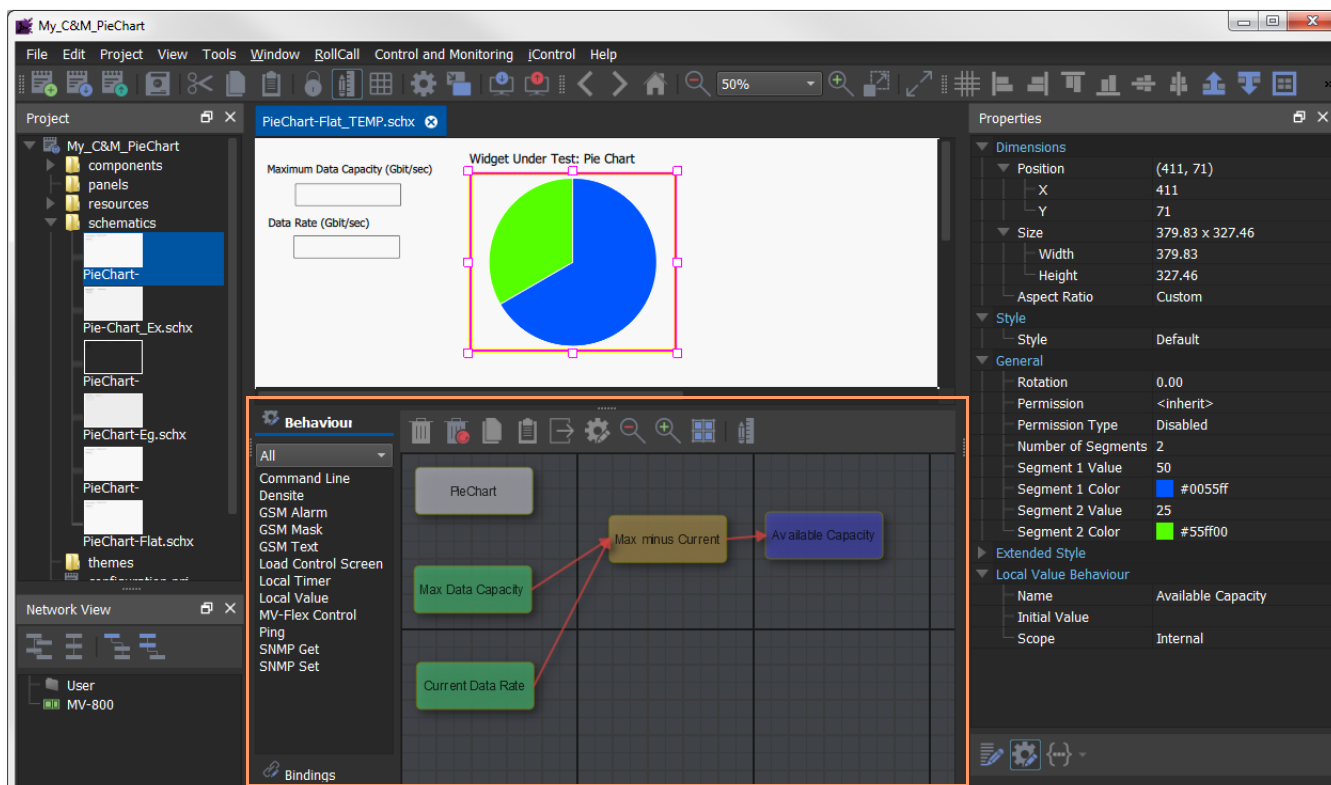 My_C&M_PieChart
File Edit Project View Tools Window RollCall Control and Monitoring iControl Help
50%
Project
My_C&M_PieChart
components
panels
resources
schematics
PieChart-
Pie-Chart_Ex.schx
PieChart-
PieChart-Eg.schx
PieChart-
PieChart-Flat.schx
themes
Network View
User
MV-800
PieChart-Flat_TEMP.schx
Maximum Data Capacity (Gbit/sec)
Data Rate (Gbit/sec)
Widget Under Test: Pie Chart
Behaviour
All
Command Line
Densite
GSM Alarm
GSM Mask
GSM Text
Load Control Screen
Local Timer
Local Value
MV-Flex Control
Ping
SNMP Get
SNMP Set
Bindings
PieChart
Max Data Capacity
Current Data Rate
Max minus Current
Available Capacity
Properties
Dimensions
Position (411, 71)
X 411
Y 71
Size 379.83 x 327.46
Width 379.83
Height 327.46
Aspect Ratio Custom
Style
Style Default
General
Rotation 0.00
Permission <inherit>
Permission Type Disabled
Number of Segments 2
Segment 1 Value 50
Segment 1 Color #0055ff
Segment 2 Value 25
Segment 2 Color #55ff00
Extended Style
Local Value Behaviour
Name Available Capacity
Initial Value
Scope Internal